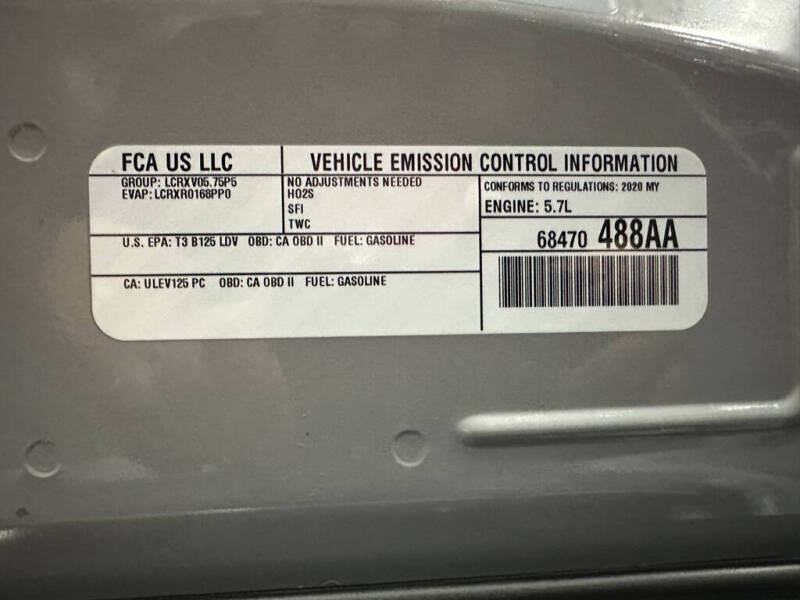 FCA US LLC
VEHICLE EMISSION CONTROL INFORMATION
GROUP: LCRXV05.75P5
EVAP: LCRXR0168PP0
NO ADJUSTMENTS NEEDED
HO2S
SFI
TWC
CONFORMS TO REGULATIONS: 2020 MY
ENGINE: 5.7L
U.S. EPA: T3 B125 LDV OBD: CA OBD II FUEL: GASOLINE
68470 488AA
CA: ULEV125 PC OBD: CA OBD II FUEL: GASOLINE